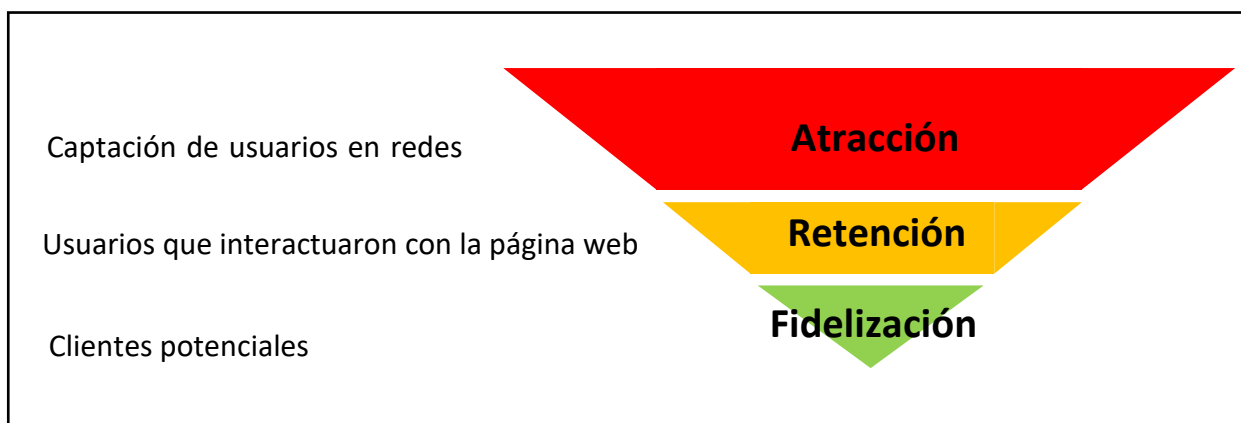 Captación de usuarios en redes
Atracción
Usuarios que interactuaron con la página web
Retención
Clientes potenciales
Fidelización